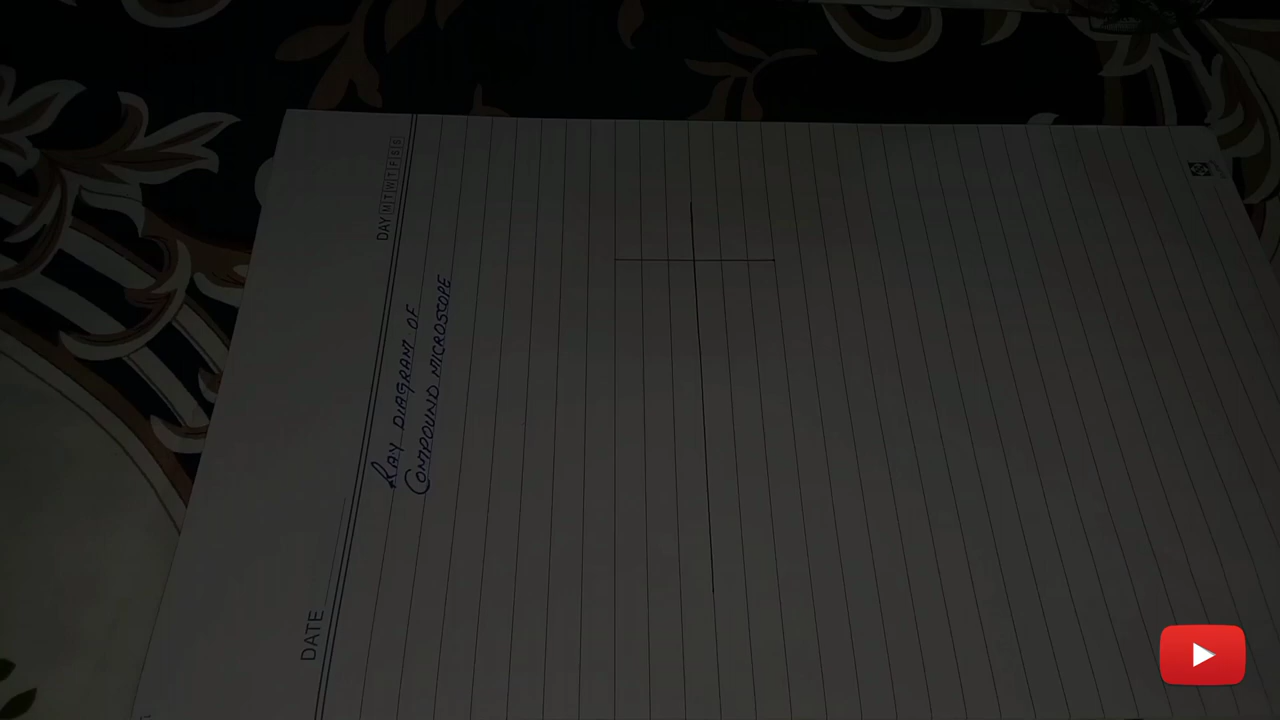 DATE
DAY M T W T F S S
RAY DIAGRAM OF
COMPOUND MICROSCOPE